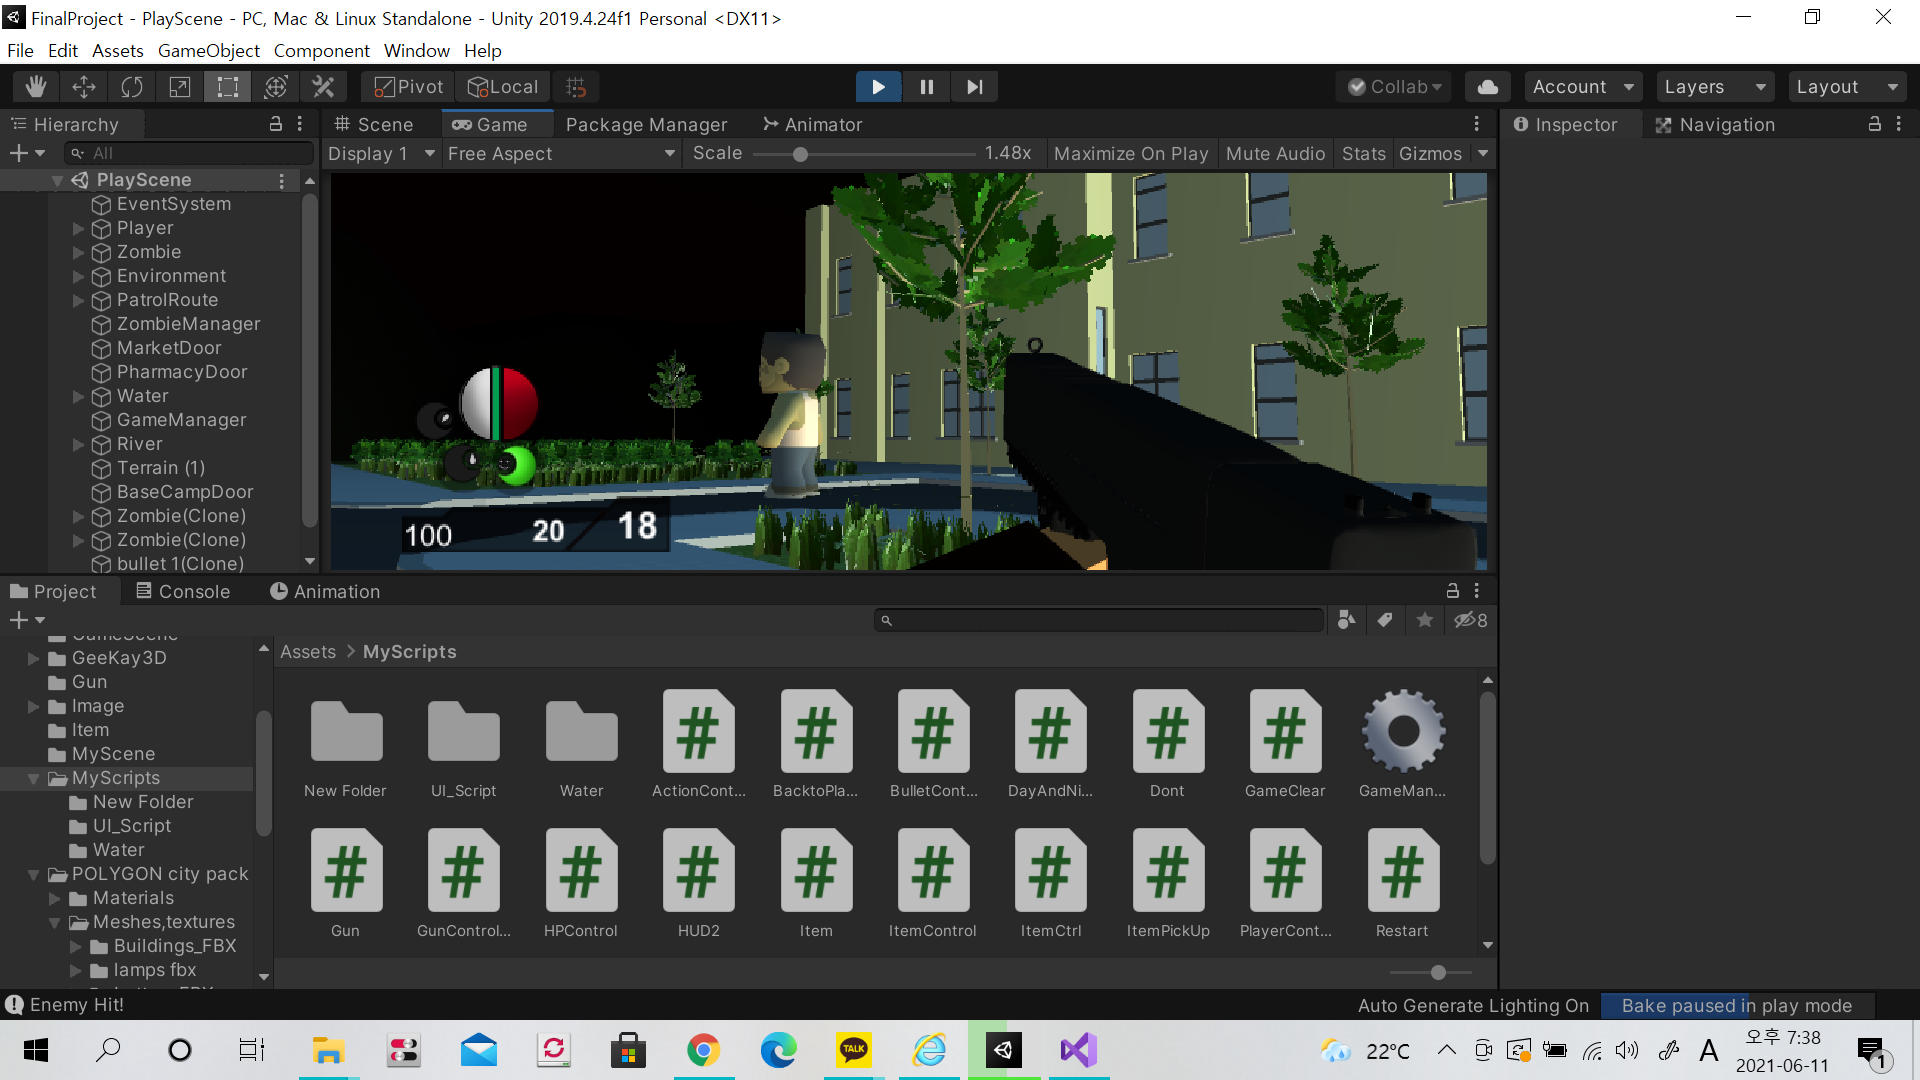 FinalProject - PlayScene - PC, Mac & Linux Standalone - Unity 2019.4.24f1 Personal <DX11>
File Edit Assets GameObject Component Window Help
Pivot Local Collab Account Layers Layout
Hierarchy
All
PlayScene
EventSystem
Player
Zombie
Environment
PatrolRoute
ZombieManager
MarketDoor
PharmacyDoor
Water
GameManager
River
Terrain (1)
BaseCampDoor
Zombie(Clone)
Zombie(Clone)
bullet 1(Clone)
Scene Game Package Manager Animator
Display 1 Free Aspect Scale 1.48x Maximize On Play Mute Audio Stats Gizmos
100 20 18
Inspector Navigation
Project Console Animation
8
GameScene
GeeKay3D
Gun
Image
Item
MyScene
MyScripts
New Folder
UI_Script
Water
POLYGON city pack
Materials
Meshes,textures
Buildings_FBX
lamps fbx
Assets > MyScripts
New Folder UI_Script Water ActionCont... BacktoPla... BulletCont... DayAndNi... Dont GameClear GameMan...
Gun GunControl... HPControl HUD2 Item ItemControl ItemCtrl ItemPickUp PlayerCont... Restart
Enemy Hit!
Auto Generate Lighting On Bake paused in play mode
TALK
22°C
A
오후 7:38
2021-06-11
1